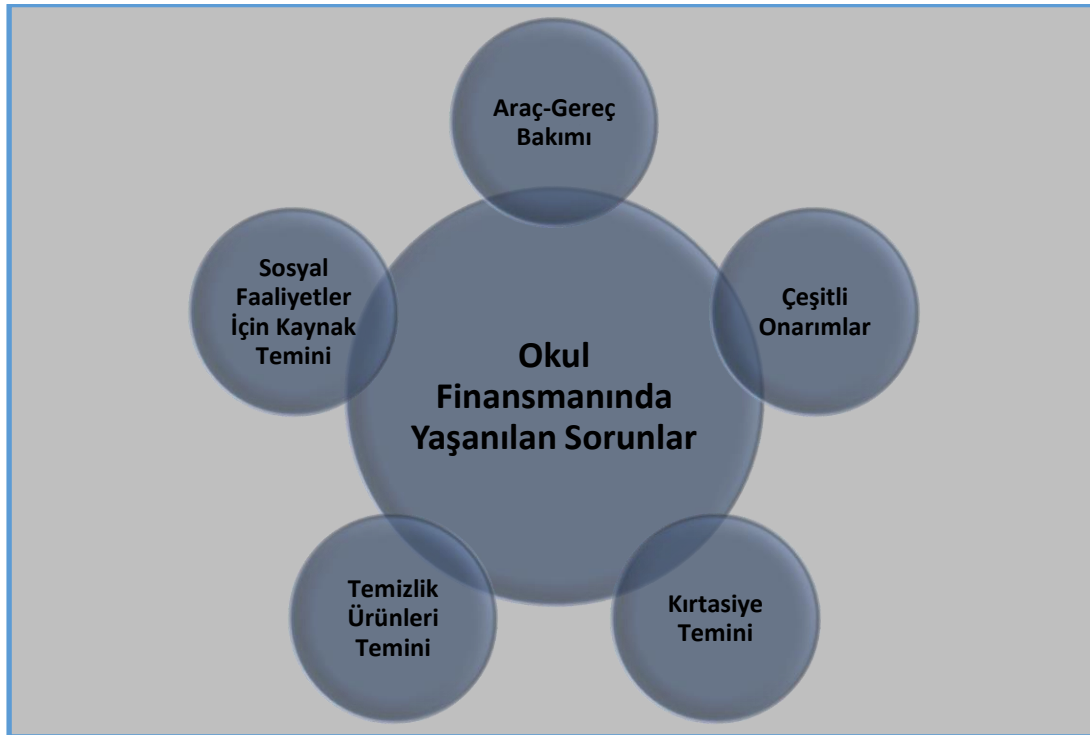 Araç-Gereç
Bakımı
Sosyal
Faaliyetler
İçin Kaynak
Temini
Çeşitli
Onarımlar
Okul
Finansmanında
Yaşanılan Sorunlar
Temizlik
Ürünleri
Temini
Kırtasiye
Temini